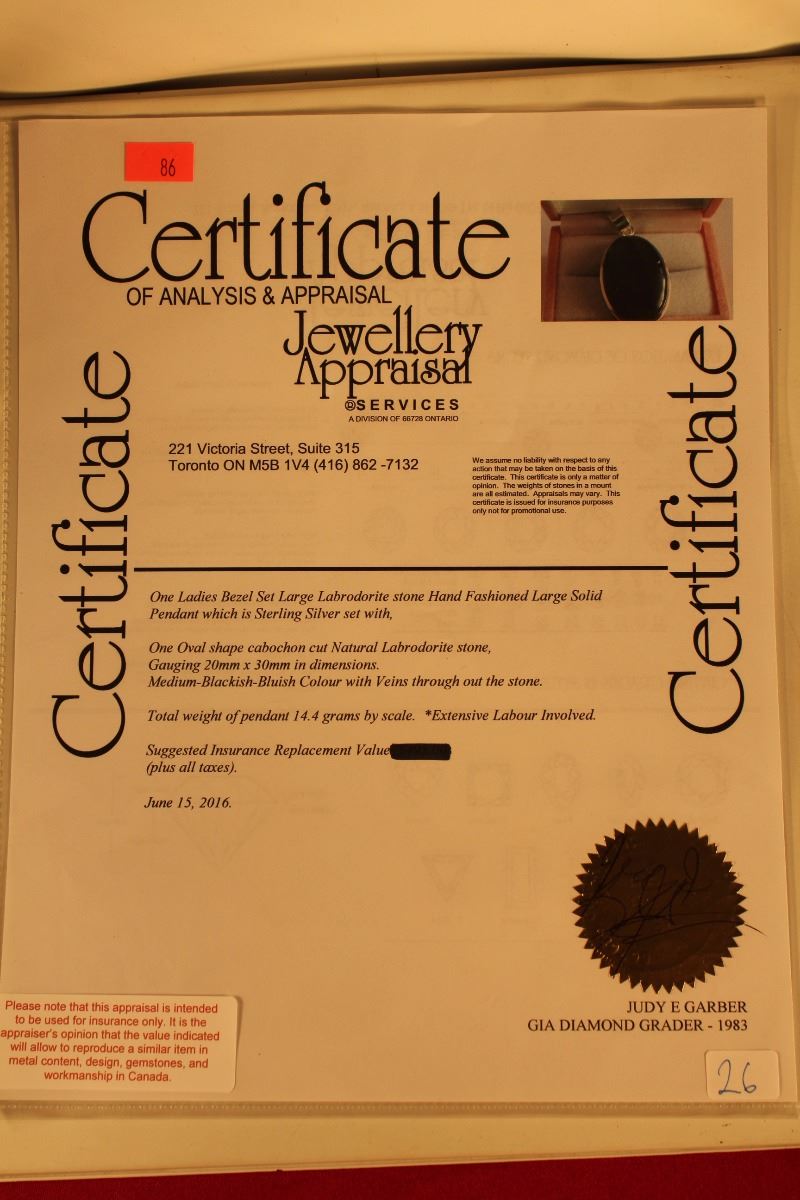 86
Certificate
OF ANALYSIS & APPRAISAL
Jewellery
Appraisal
SERVICES
A DIVISION OF 66728 ONTARIO
Certificate
Certificate
221 Victoria Street, Suite 315
Toronto ON M5B 1V4 (416) 862 -7132
We assume no liability with respect to any
action that may be taken on the basis of this
certificate. This certificate is only a matter of
opinion. The weights of stones in a mount
are all estimated. Appraisals may vary. This
certificate is issued for insurance purposes
only not for promotional use.
One Ladies Bezel Set Large Labrodorite stone Hand Fashioned Large Solid
Pendant which is Sterling Silver set with,
One Oval shape cabochon cut Natural Labrodorite stone,
Gauging 20mm x 30mm in dimensions.
Medium-Blackish-Bluish Colour with Veins through out the stone.
Total weight of pendant 14.4 grams by scale. *Extensive Labour Involved.
Suggested Insurance Replacement Value
(plus all taxes).
June 15, 2016.
JUDY E GARBER
GIA DIAMOND GRADER - 1983
Please note that this appraisal is intended
to be used for insurance only. It is the
appraiser's opinion that the value indicated
will allow to reproduce a similar item in
metal content, design, gemstones, and
workmanship in Canada.
26